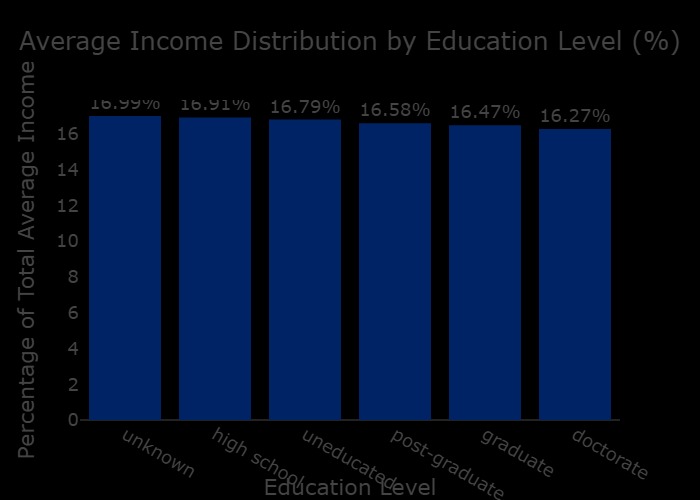 Average Income Distribution by Education Level (%)
Percentage of Total Average Income
16.99%
16.91%
16.79%
16.58%
16.47%
16.27%
16
14
12
10
8
6
4
2
0
unknown
high school
uneducated
post-graduate
graduate
doctorate
Education Level